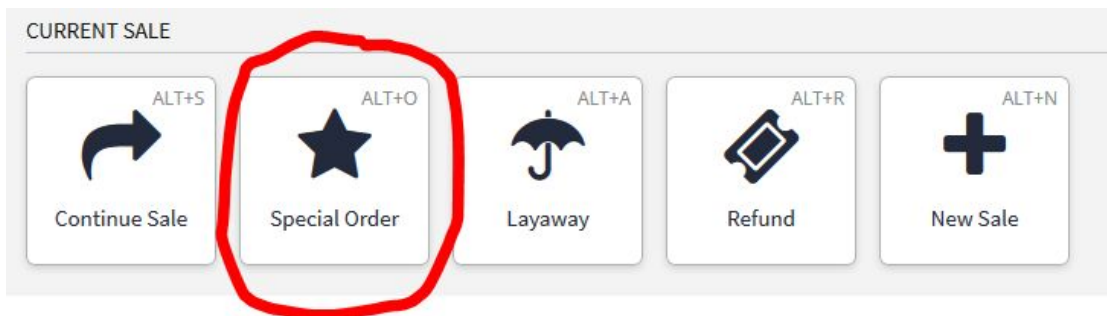 CURRENT SALE
ALT+S
Continue Sale
ALT+O
Special Order
ALT+A
Layaway
ALT+R
Refund
ALT+N
New Sale